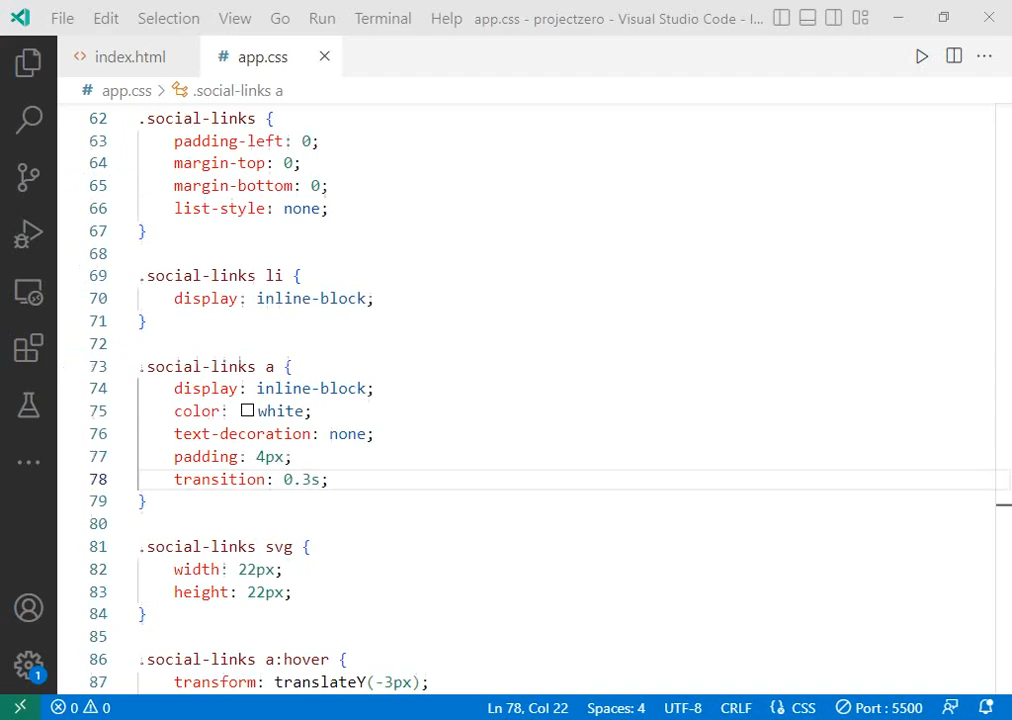 File Edit Selection View Go Run Terminal Help app.css - projectzero - Visual Studio Code - I...
<> index.html # app.css ×
# app.css > .social-links a
62 .social-links {
63 padding-left: 0;
64 margin-top: 0;
65 margin-bottom: 0;
66 list-style: none;
67 }
68
69 .social-links li {
70 display: inline-block;
71 }
72
73 .social-links a {
74 display: inline-block;
75 color: white;
76 text-decoration: none;
77 padding: 4px;
78 transition: 0.3s;
79 }
80
81 .social-links svg {
82 width: 22px;
83 height: 22px;
84 }
85
86 .social-links a:hover {
87 transform: translateY(-3px);
1
0 0 Ln 78, Col 22 Spaces: 4 UTF-8 CRLF {} CSS Port : 5500